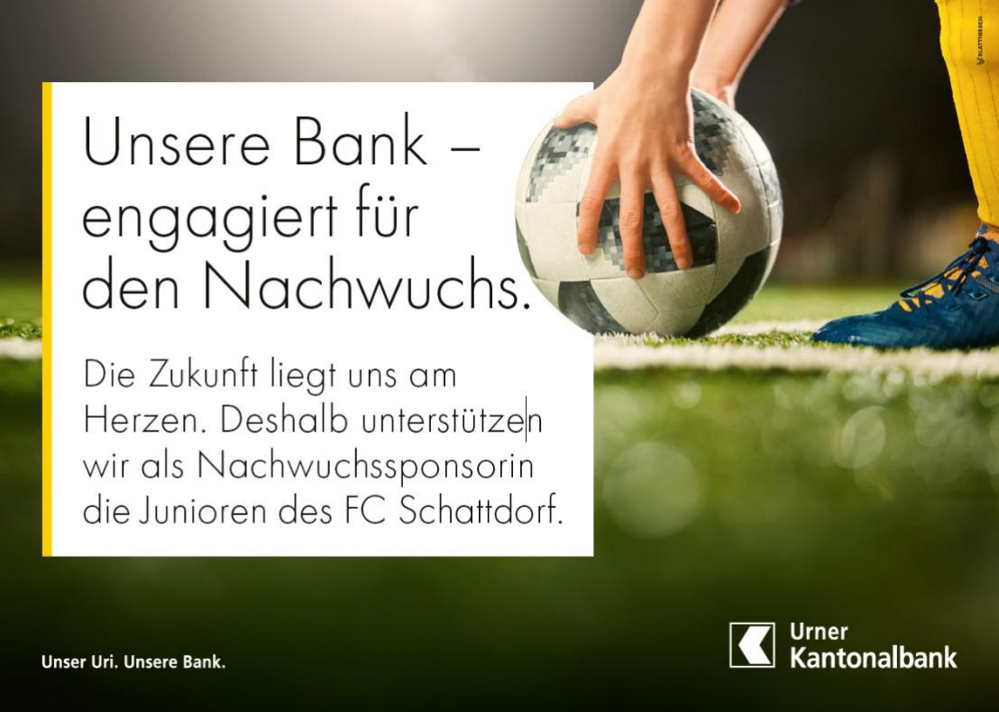 BLATTHERSCH
Unsere Bank –
engagiert für
den Nachwuchs.
Die Zukunft liegt uns am
Herzen. Deshalb unterstützen
wir als Nachwuchssponsorin
die Junioren des FC Schattdorf.
Unser Uri. Unsere Bank.
Urner
Kantonalbank